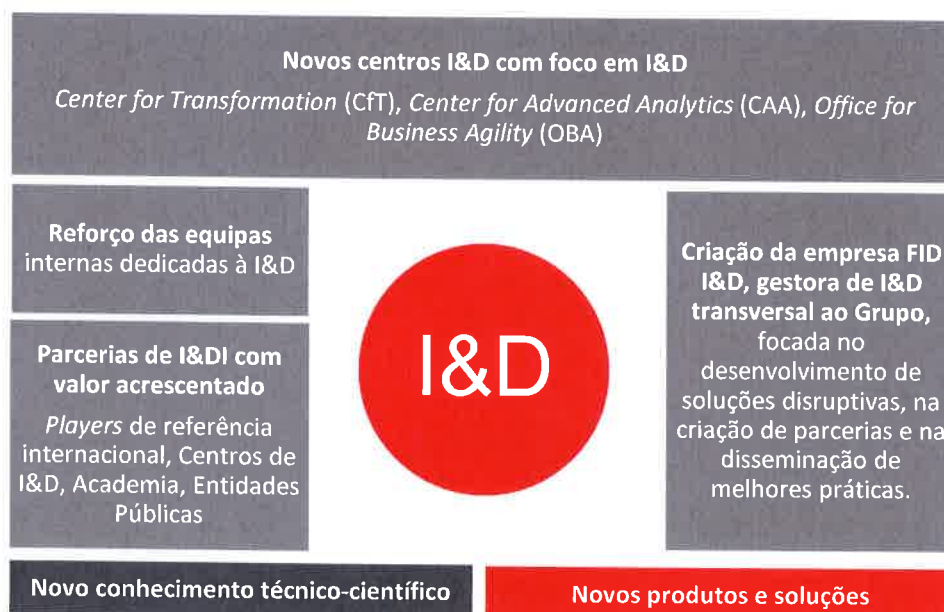 Novos centros I&D com foco em I&D
Center for Transformation (CfT), Center for Advanced Analytics (CAA), Office for
Business Agility (OBA)
Reforço das equipas
internas dedicadas à I&D
Parcerias de I&DI com
valor acrescentado
Players de referência
internacional, Centros de
I&D, Academia, Entidades
Públicas
I&D
Criação da empresa FID
I&D, gestora de I&D
transversal ao Grupo,
focada no
desenvolvimento de
soluções disruptivas, na
criação de parcerias e na
disseminação de
melhores práticas.
Novo conhecimento técnico-científico
Novos produtos e soluções